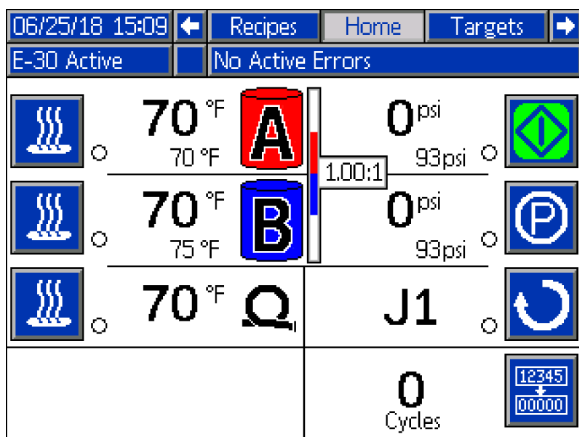 06/25/18 15:09 Recipes Home Targets
E-30 Active No Active Errors
70 °F A 0 psi
70 °F 93psi
1.00:1
70 °F B 0 psi P
75 °F 93psi
70 °F J1
0 12345
Cycles 00000